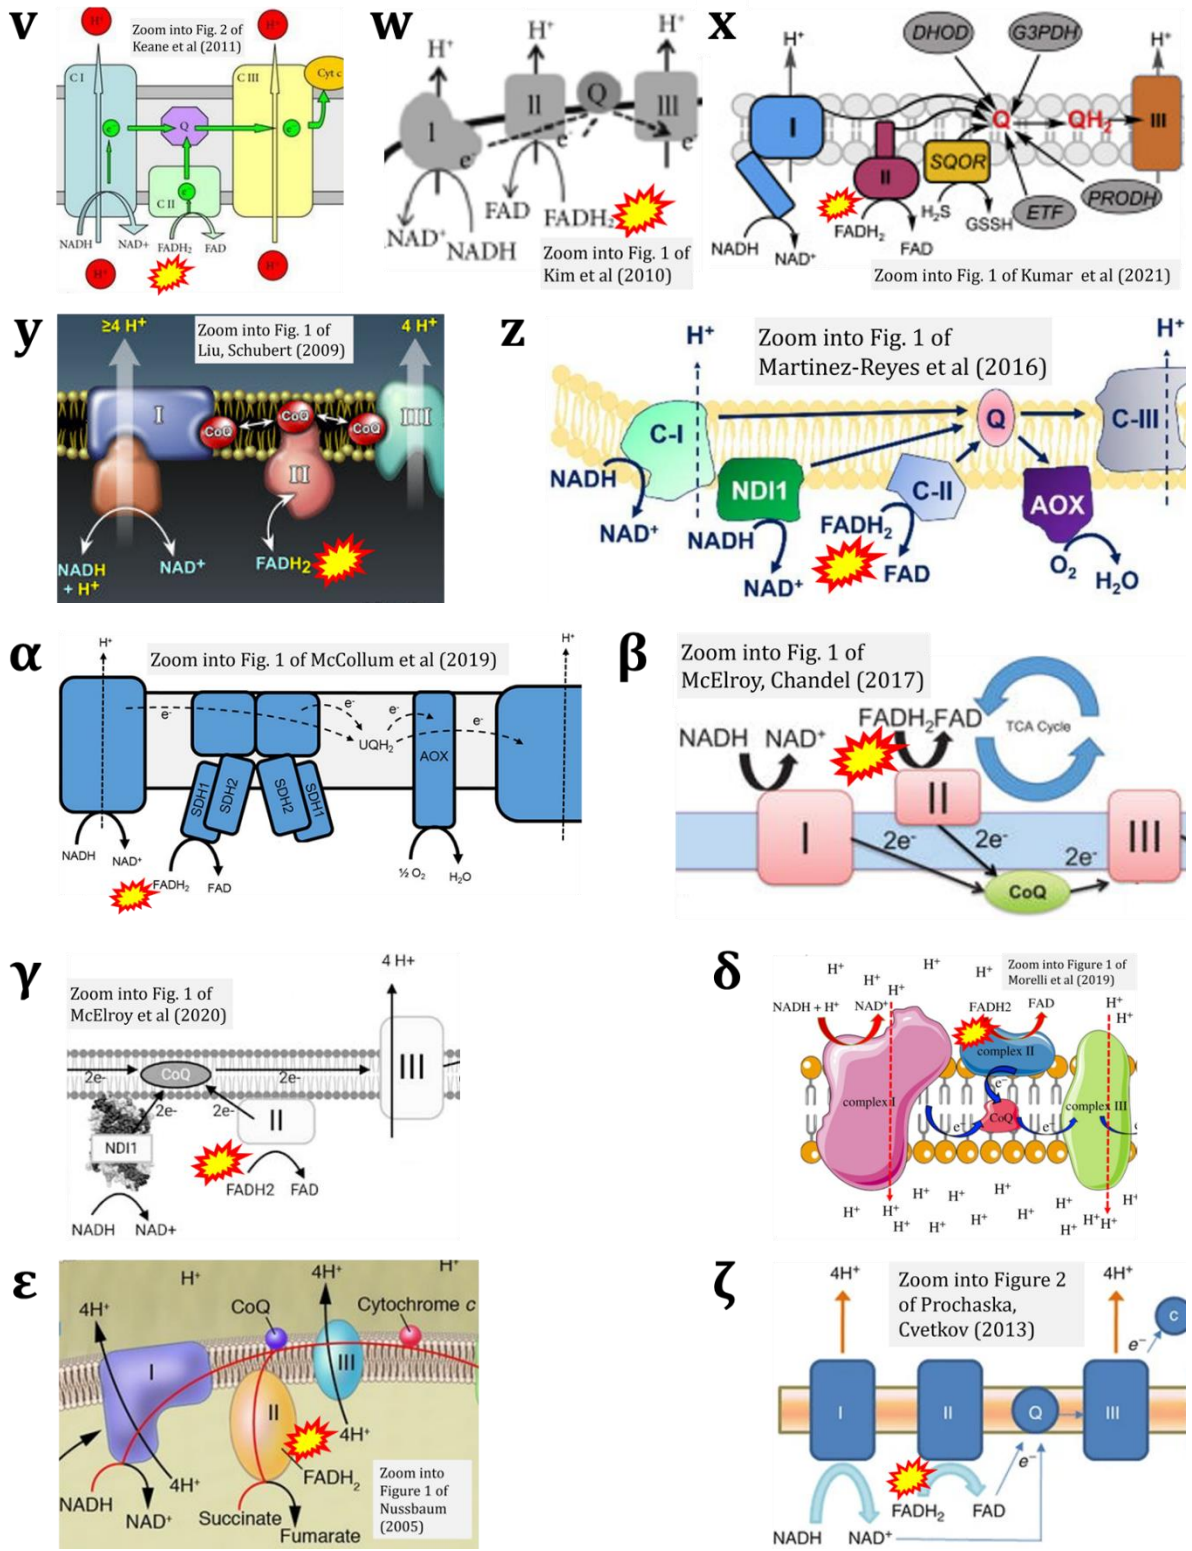 v
H⁺
Zoom into Fig. 2 of
Keane et al (2011)
H⁺
C I
C III
Cyt c
e⁻
Q
e⁻
e⁻
C II
NADH
NAD+
FADH₂
FAD
H⁺
H⁺
w
H⁺
H⁺
H⁺
I
II
Q
III
e⁻
e⁻
NAD⁺
NADH
FAD
FADH₂
Zoom into Fig. 1 of
Kim et al (2010)
x
H⁺
DHOD
G3PDH
H⁺
I
Q
QH₂
III
II
SQOR
NADH
NAD⁺
FADH₂
FAD
H₂S
GSSH
ETF
PRODH
Zoom into Fig. 1 of Kumar et al (2021)
y
≥4 H⁺
Zoom into Fig. 1 of
Liu, Schubert (2009)
4 H⁺
I
CoQ
CoQ
CoQ
III
II
NADH
+ H⁺
NAD⁺
FADH₂
z
H⁺
Zoom into Fig. 1 of
Martinez-Reyes et al (2016)
H⁺
C-I
Q
C-III
NADH
NAD⁺
NDI1
NADH
NAD⁺
C-II
FADH₂
FAD
AOX
O₂
H₂O
α
H⁺
Zoom into Fig. 1 of McCollum et al (2019)
H⁺
e⁻
e⁻
e⁻
e⁻
UQH₂
AOX
SDH1
SDH2
SDH2
SDH1
NADH
NAD⁺
FADH₂
FAD
½ O₂
H₂O
β
Zoom into Fig. 1 of
McElroy, Chandel (2017)
NADH
NAD⁺
FADH₂
FAD
TCA Cycle
I
II
III
2e⁻
2e⁻
2e⁻
CoQ
γ
Zoom into Fig. 1 of
McElroy et al (2020)
4 H+
2e-
CoQ
2e-
III
2e-
2e-
II
NDI1
FADH2
FAD
NADH
NAD+
δ
H⁺
H⁺
H⁺
H⁺
Zoom into Figure 1 of
Morelli et al (2019)
NADH + H⁺
NAD⁺
FADH2
FAD
H⁺
H⁺
complex II
complex I
e⁻
e⁻
CoQ
e⁻
complex III
H⁺
H⁺
H⁺
H⁺
H⁺
H⁺
H⁺
H⁺
H⁺
H⁺
H⁺
H⁺
H⁺
H⁺
ε
H⁺
4H⁺
H⁺
4H⁺
CoQ
Cytochrome c
I
III
II
4H⁺
4H⁺
FADH₂
NADH
NAD⁺
Succinate
Fumarate
Zoom into
Figure 1 of
Nussbaum
(2005)
ζ
4H⁺
Zoom into Figure 2
of Prochaska,
Cvetkov (2013)
4H⁺
c
e⁻
I
II
Q
III
e⁻
FADH₂
FAD
NADH
NAD⁺